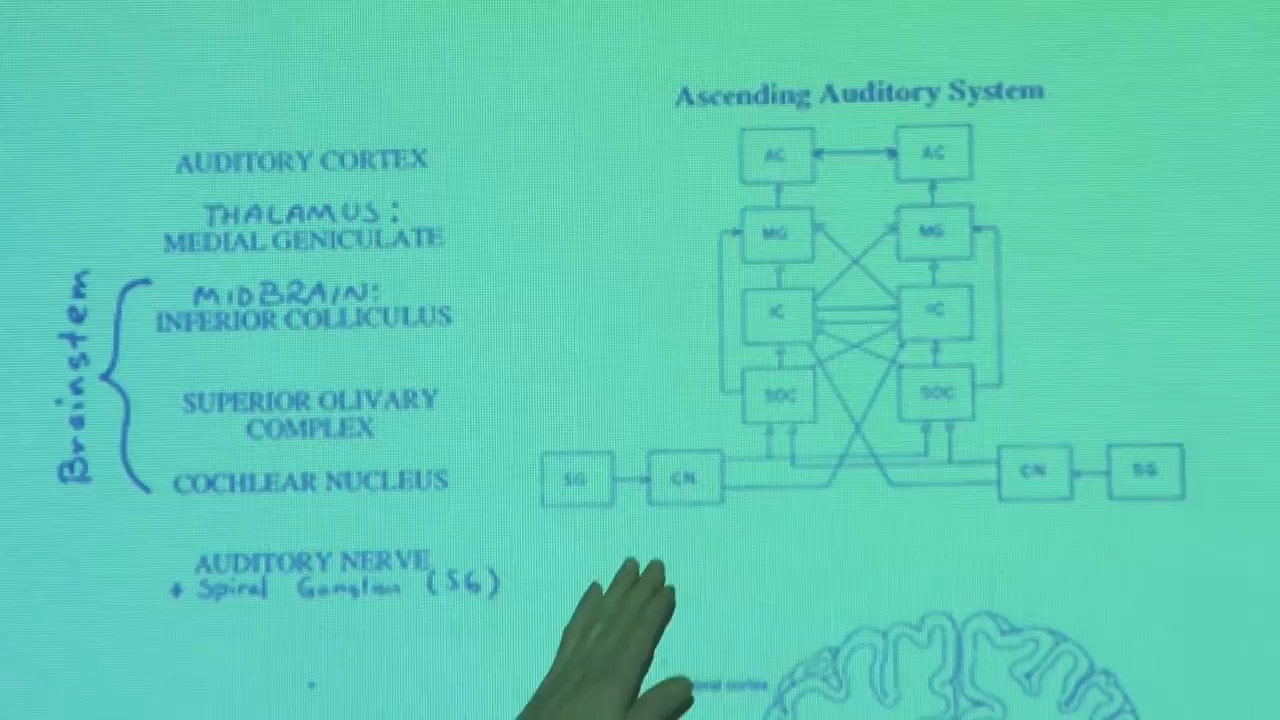 Ascending Auditory System
AUDITORY CORTEX
THALAMUS:
MEDIAL GENICULATE
MIDBRAIN:
INFERIOR COLLICULUS
SUPERIOR OLIVARY
COMPLEX
COCHLEAR NUCLEUS
Brainstem
AUDITORY NERVE
+ Spiral Ganglion (SG)
AC AC
MG MG
IC IC
SOC SOC
SG CN CN SG
cortex